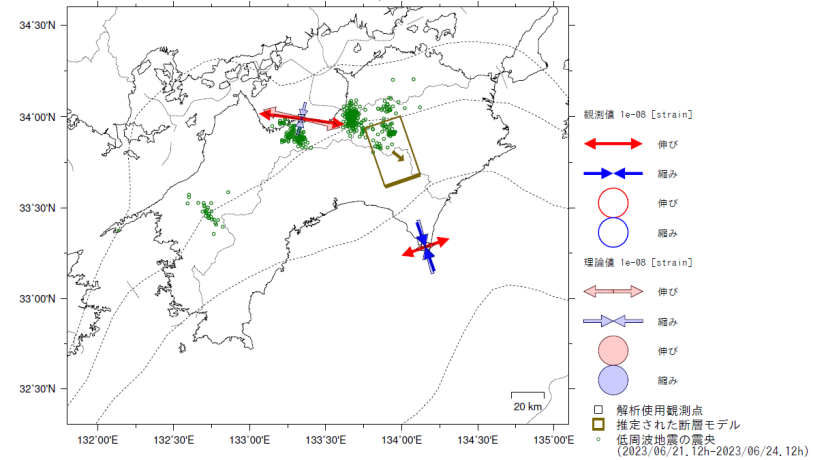 34°30'N
34°00'N
33°30'N
33°00'N
32°30'N
132°00'E
132°30'E
133°00'E
133°30'E
134°00'E
134°30'E
135°00'E
20 km
観測値 1e-08 [strain]
伸び
縮み
伸び
縮み
理論値 1e-08 [strain]
伸び
縮み
伸び
縮み
解析使用観測点
推定された断層モデル
低周波地震の震央
(2023/06/21.12h-2023/06/24.12h)